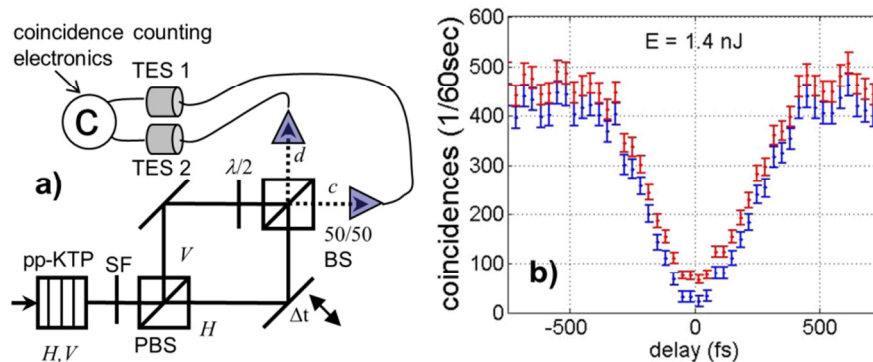 coincidence counting
electronics
TES 1
C
TES 2
a)
λ/2
d
c
50/50
BS
pp-KTP
SF
V
H
Δt
H,V
PBS
E = 1.4 nJ
coincidences (1/60sec)
600
500
400
300
200
100
0
b)
-500
0
500
delay (fs)